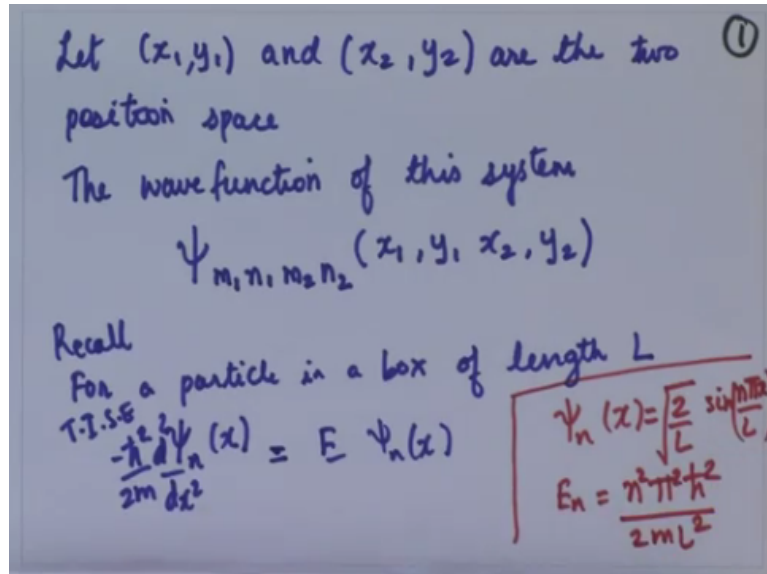 Let (x₁,y₁) and (x₂,y₂) are the two ①
position space
The wave function of this system
Ψ_{m₁n₁m₂n₂}(x₁,y₁ x₂,y₂)
Recall
For a particle in a box of length L
T.I.S.E
-ħ²/2m d²Ψₙ(x)/dx² = E Ψₙ(x)
Ψₙ(x)=√(2/L) sin(nπx/L)
Eₙ = n²π²ħ²/2mL²